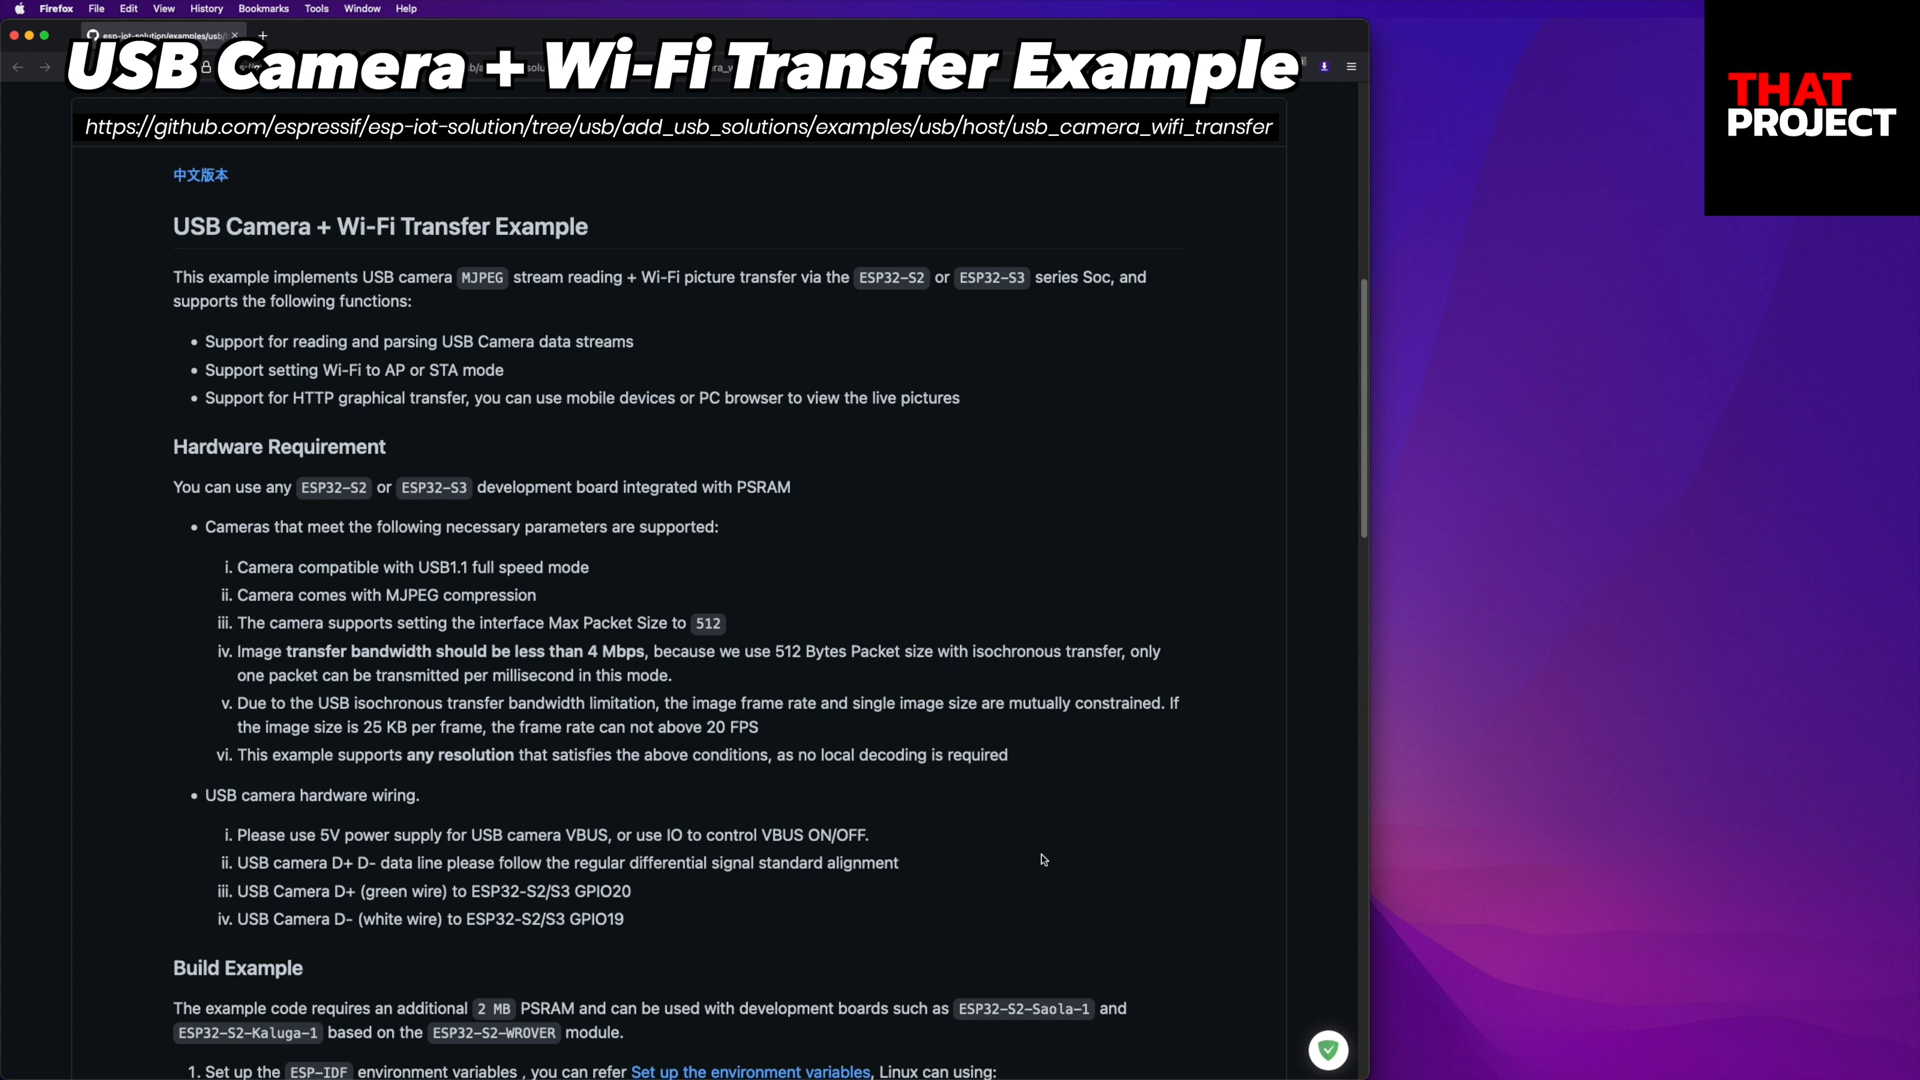 Firefox File Edit View History Bookmarks Tools Window Help
esp-iot-solution/examples/usb/
USB Camera + Wi-Fi Transfer Example
https://github.com/espressif/esp-iot-solution/tree/usb/add_usb_solutions/examples/usb/host/usb_camera_wifi_transfer
THAT
PROJECT
中文版本
USB Camera + Wi-Fi Transfer Example
This example implements USB camera MJPEG stream reading + Wi-Fi picture transfer via the ESP32-S2 or ESP32-S3 series Soc, and
supports the following functions:
• Support for reading and parsing USB Camera data streams
• Support setting Wi-Fi to AP or STA mode
• Support for HTTP graphical transfer, you can use mobile devices or PC browser to view the live pictures
Hardware Requirement
You can use any ESP32-S2 or ESP32-S3 development board integrated with PSRAM
• Cameras that meet the following necessary parameters are supported:
i. Camera compatible with USB1.1 full speed mode
ii. Camera comes with MJPEG compression
iii. The camera supports setting the interface Max Packet Size to 512
iv. Image transfer bandwidth should be less than 4 Mbps, because we use 512 Bytes Packet size with isochronous transfer, only
one packet can be transmitted per millisecond in this mode.
v. Due to the USB isochronous transfer bandwidth limitation, the image frame rate and single image size are mutually constrained. If
the image size is 25 KB per frame, the frame rate can not above 20 FPS
vi. This example supports any resolution that satisfies the above conditions, as no local decoding is required
• USB camera hardware wiring.
i. Please use 5V power supply for USB camera VBUS, or use IO to control VBUS ON/OFF.
ii. USB camera D+ D- data line please follow the regular differential signal standard alignment
iii. USB Camera D+ (green wire) to ESP32-S2/S3 GPIO20
iv. USB Camera D- (white wire) to ESP32-S2/S3 GPIO19
Build Example
The example code requires an additional 2 MB PSRAM and can be used with development boards such as ESP32-S2-Saola-1 and
ESP32-S2-Kaluga-1 based on the ESP32-S2-WROVER module.
1. Set up the ESP-IDF environment variables , you can refer Set up the environment variables, Linux can using: